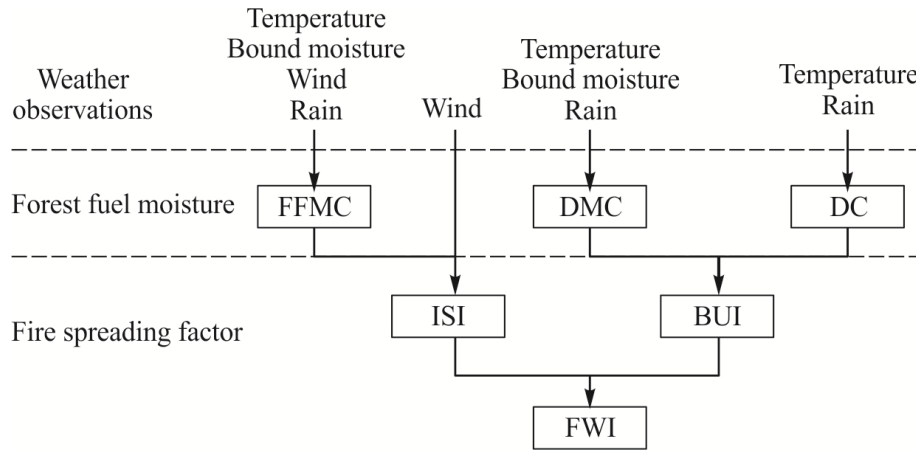 Weather
observations
Temperature
Bound moisture
Wind
Rain
Wind
Temperature
Bound moisture
Rain
Temperature
Rain
Forest fuel moisture
FFMC
DMC
DC
Fire spreading factor
ISI
BUI
FWI